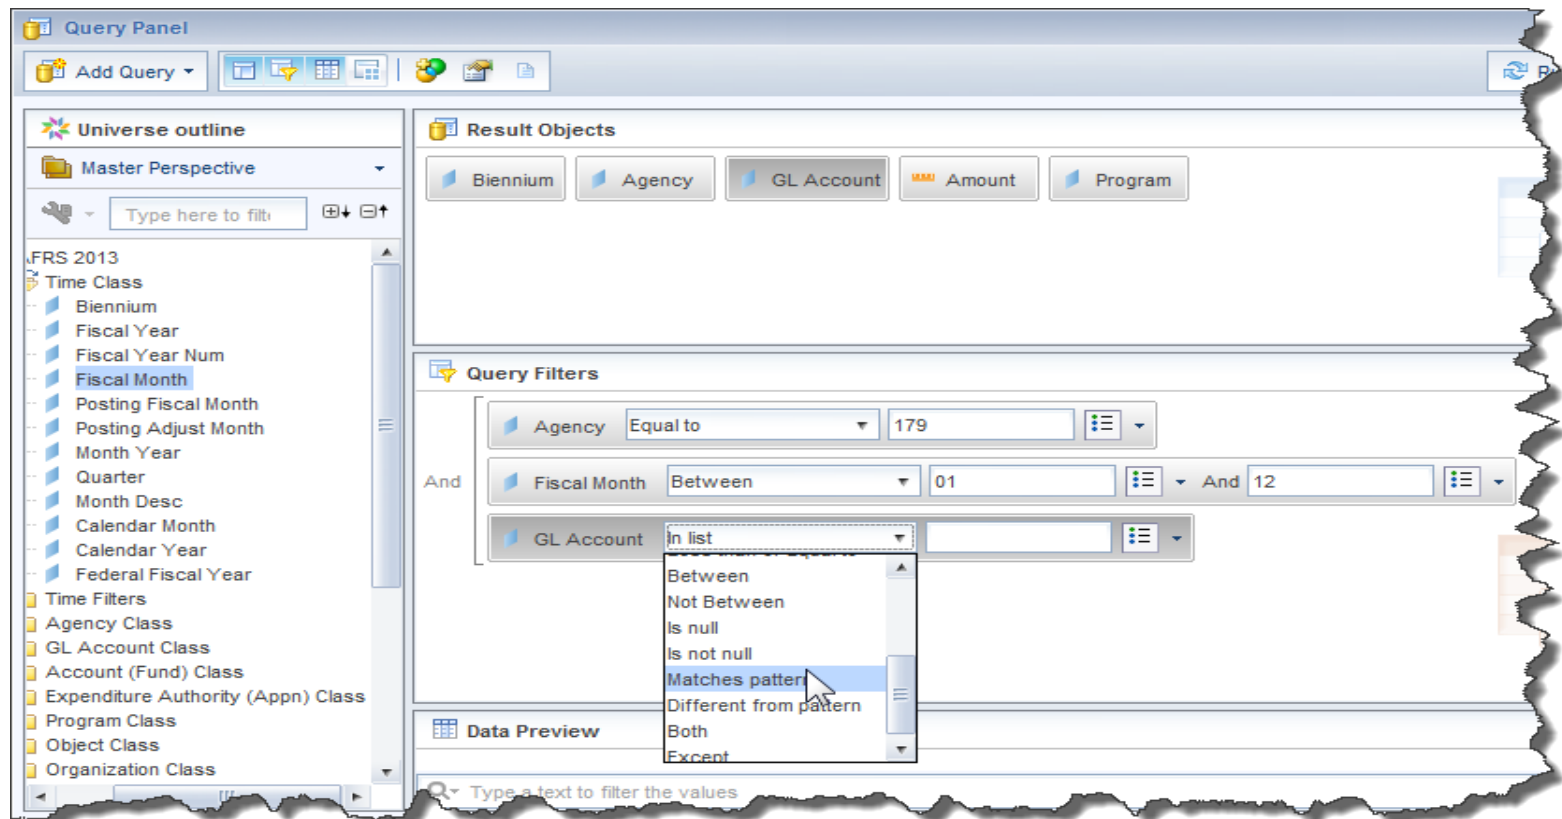 Query Panel
Add Query
Universe outline
Master Perspective
Type here to filt
FRS 2013
Time Class
Biennium
Fiscal Year
Fiscal Year Num
Fiscal Month
Posting Fiscal Month
Posting Adjust Month
Month Year
Quarter
Month Desc
Calendar Month
Calendar Year
Federal Fiscal Year
Time Filters
Agency Class
GL Account Class
Account (Fund) Class
Expenditure Authority (Appn) Class
Program Class
Object Class
Organization Class
Result Objects
Biennium Agency GL Account Amount Program
Query Filters
And
Agency Equal to 179
Fiscal Month Between 01 And 12
GL Account In list
Between
Not Between
Is null
Is not null
Matches pattern
Different from pattern
Both
Except
Data Preview
Type a text to filter the values